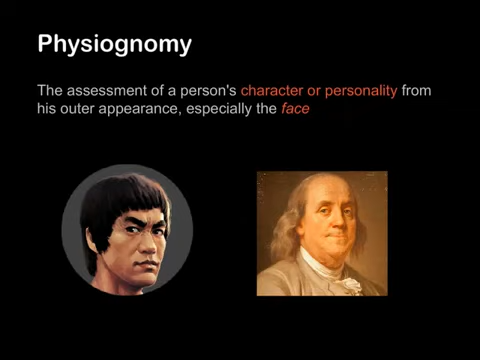 Physiognomy
The assessment of a person's character or personality from
his outer appearance, especially the face